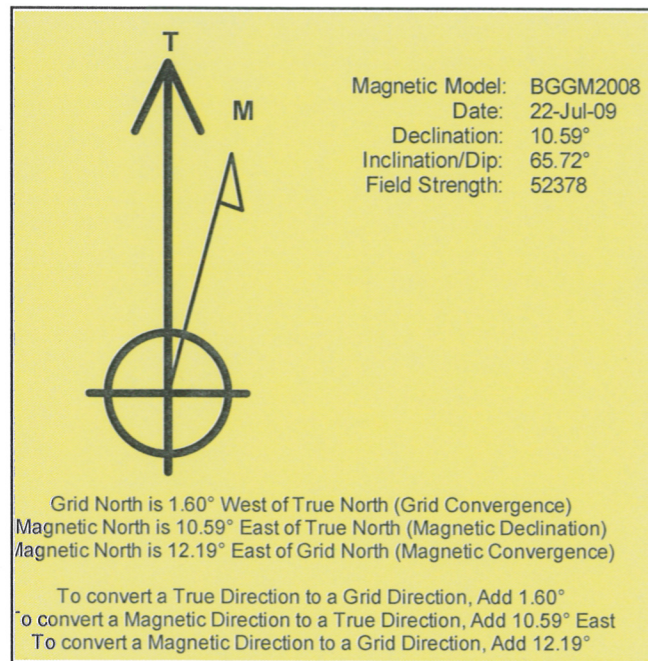 T
M
Magnetic Model: BGGM2008
Date: 22-Jul-09
Declination: 10.59°
Inclination/Dip: 65.72°
Field Strength: 52378
Grid North is 1.60° West of True North (Grid Convergence)
Magnetic North is 10.59° East of True North (Magnetic Declination)
Magnetic North is 12.19° East of Grid North (Magnetic Convergence)
To convert a True Direction to a Grid Direction, Add 1.60°
To convert a Magnetic Direction to a True Direction, Add 10.59° East
To convert a Magnetic Direction to a Grid Direction, Add 12.19°